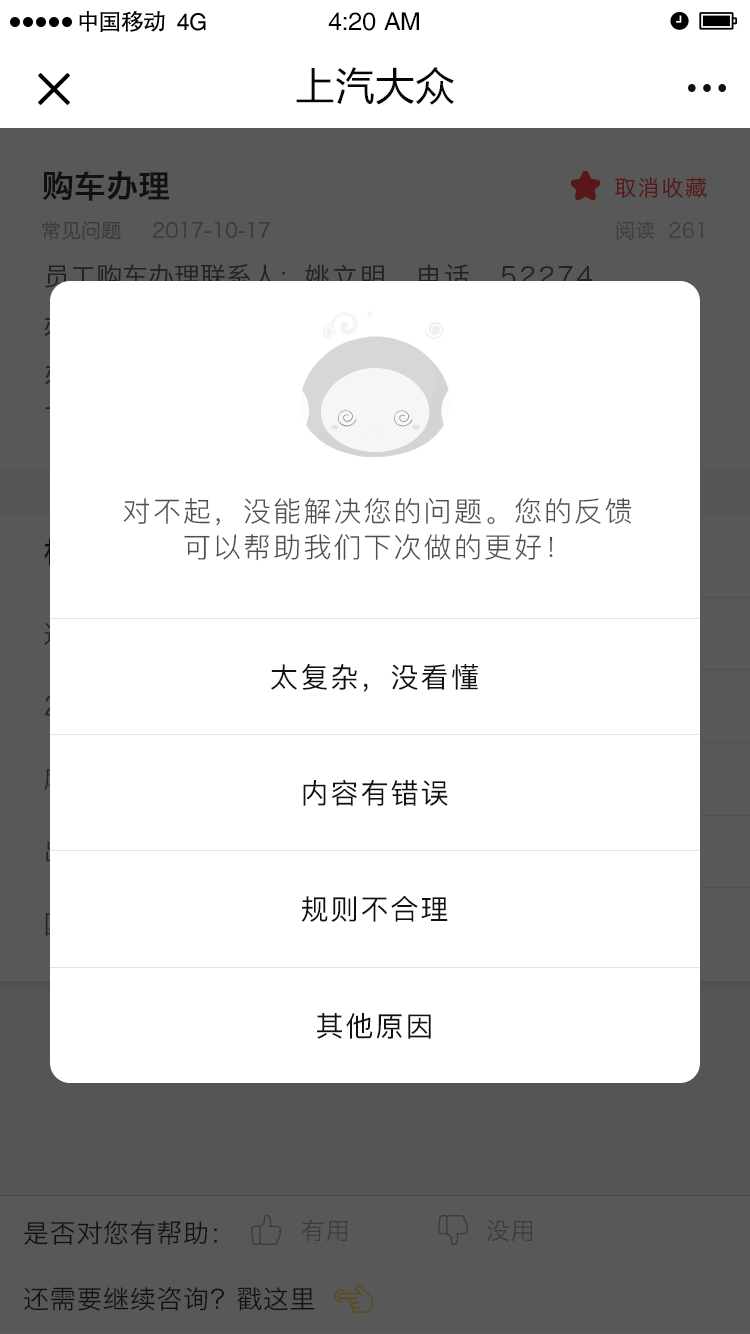 中国移动 4G 4:20 AM
上汽大众
购车办理 取消收藏
常见问题 2017-10-17 阅读 261
员工购车办理联系人：姚立明 电话 52274
对不起，没能解决您的问题。您的反馈
可以帮助我们下次做的更好！
太复杂，没看懂
内容有错误
规则不合理
其他原因
是否对您有帮助： 有用 没用
还需要继续咨询？戳这里